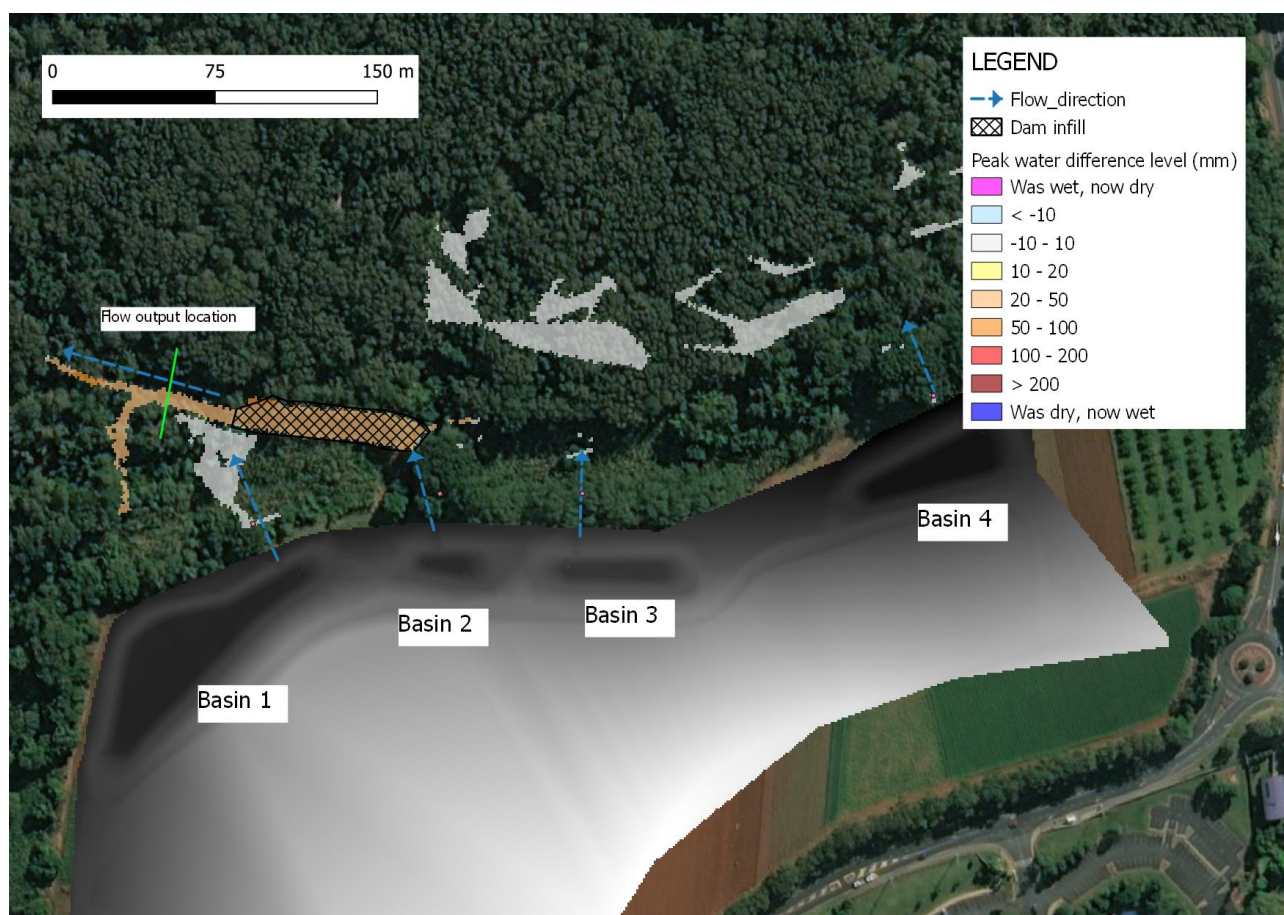 0 75 150 m
LEGEND
Flow_direction
Dam infill
Peak water difference level (mm)
Was wet, now dry
< -10
-10 - 10
10 - 20
20 - 50
50 - 100
100 - 200
> 200
Was dry, now wet
Flow output location
Basin 4
Basin 2
Basin 3
Basin 1